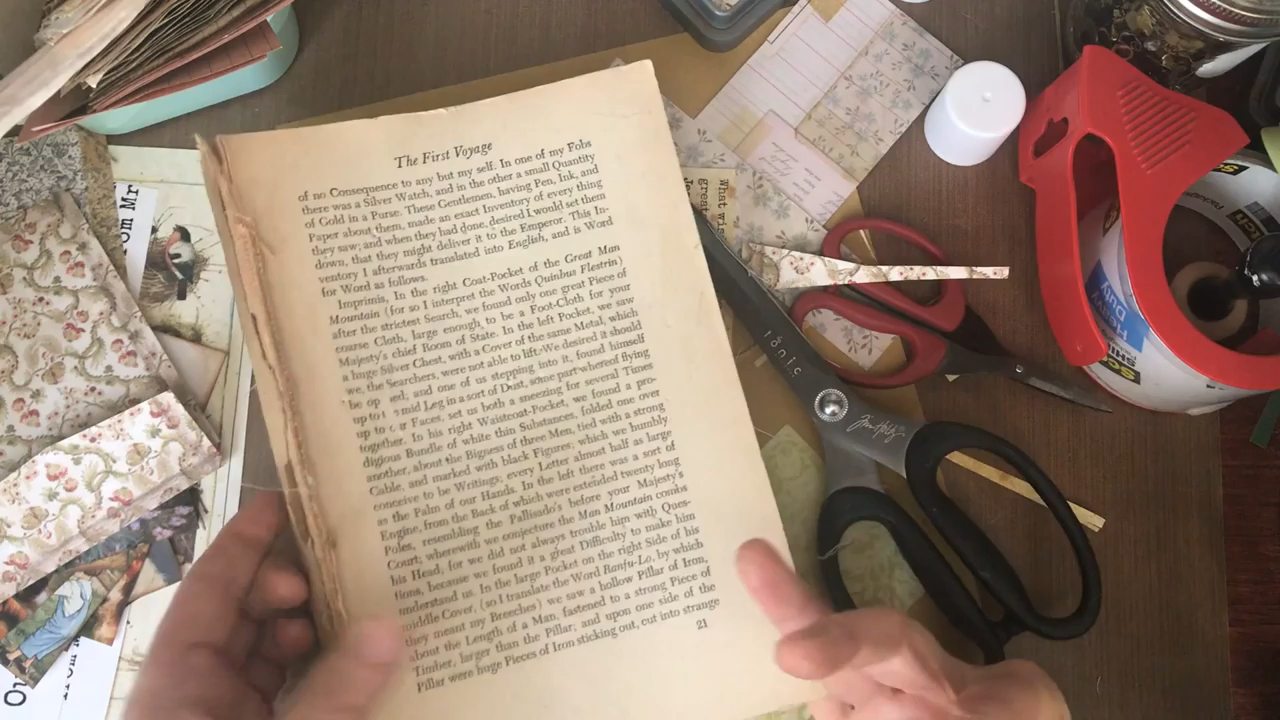 The First Voyage
of no Consequence to any but my self. In one of my Fobs
there was a Silver Watch, and in the other a small Quantity
of Gold in a Purse. These Gentlemen, having Pen, Ink, and
Paper about them, made an exact Inventory of every thing
they saw; and when they had done, desired I would set them
down, that they might deliver it to the Emperor. This In-
ventory I afterwards translated into English, and is Word
for Word as follows.
Imprimis, In the right Coat-Pocket of the Great Man
Mountain (for so I interpret the Words Quinbus Flestrin)
after the strictest Search, we found only one great Piece of
coarse Cloth, large enough, to be a Foot-Cloth for your
Majesty's chief Room of State. In the left Pocket, we saw
a huge Silver Chest, with a Cover of the same Metal, which
we, the Searchers, were not able to lift. We desired it should
be op ed; and one of us stepping into it, found himself
up to mid Leg in a sort of Dust, some part whereof flying
up to Faces, set us both a sneezing for several Times
together. In his right Waistcoat-Pocket, we found a pro-
digious Bundle of white thin Substances, folded one over
another, about the Bigness of three Men, tied with a strong
Cable, and marked with black Figures; which we humbly
conceive to be Writings; every Letter almost half as large
as the Palm of our Hands. In the left there was a sort of
Engine, from the Back of which were extended twenty long
Poles, resembling the Pallisado's before your Majesty's
Court; wherewith we conjecture the Man Mountain combs
his Head; for we did not always trouble him with Ques-
tions, because we found it a great Difficulty to make him
understand us. In the large Pocket on the right Side of his
middle Cover, (so I translate the Word Ranfu-Lo, by which
they meant my Breeches) we saw a hollow Pillar of Iron,
about the Length of a Man, fastened to a strong Piece of
Timber, larger than the Pillar; and upon one side of the
Pillar were huge Pieces of Iron sticking out, cut into strange
21
om Mr
What wis
great
tonic
Tim Holtz
Heavy
Duty
SHIP
Scotch